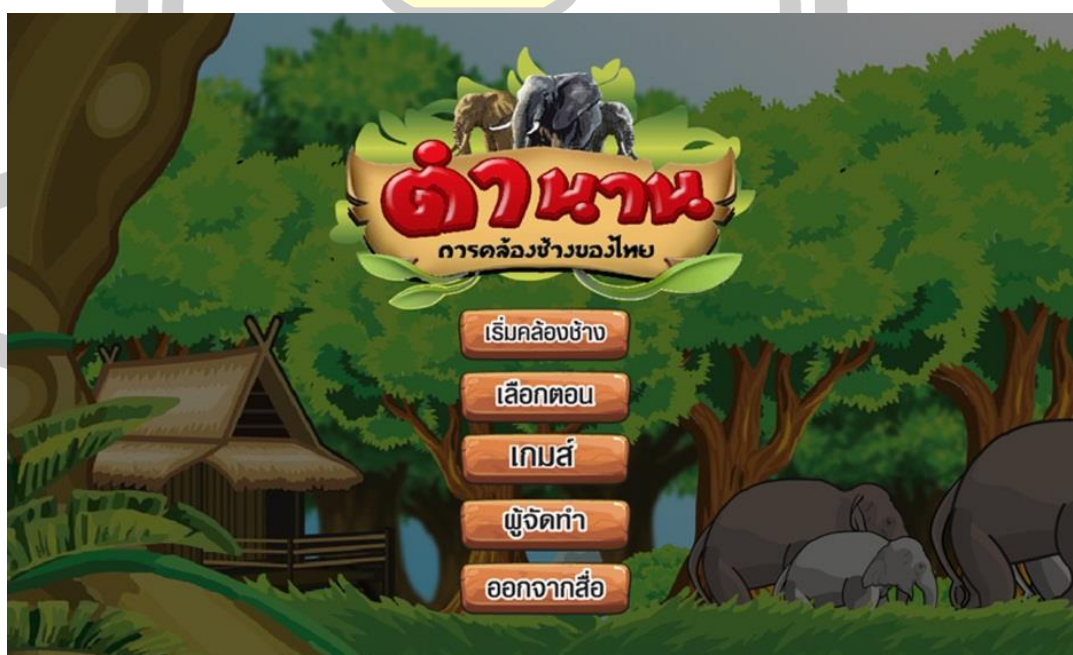 ตำนาน
การคล้องช้างของไทย
เริ่มคล้องช้าง
เลือกตอน
เกมส์
ผู้จัดทำ
ออกจากสื่อ